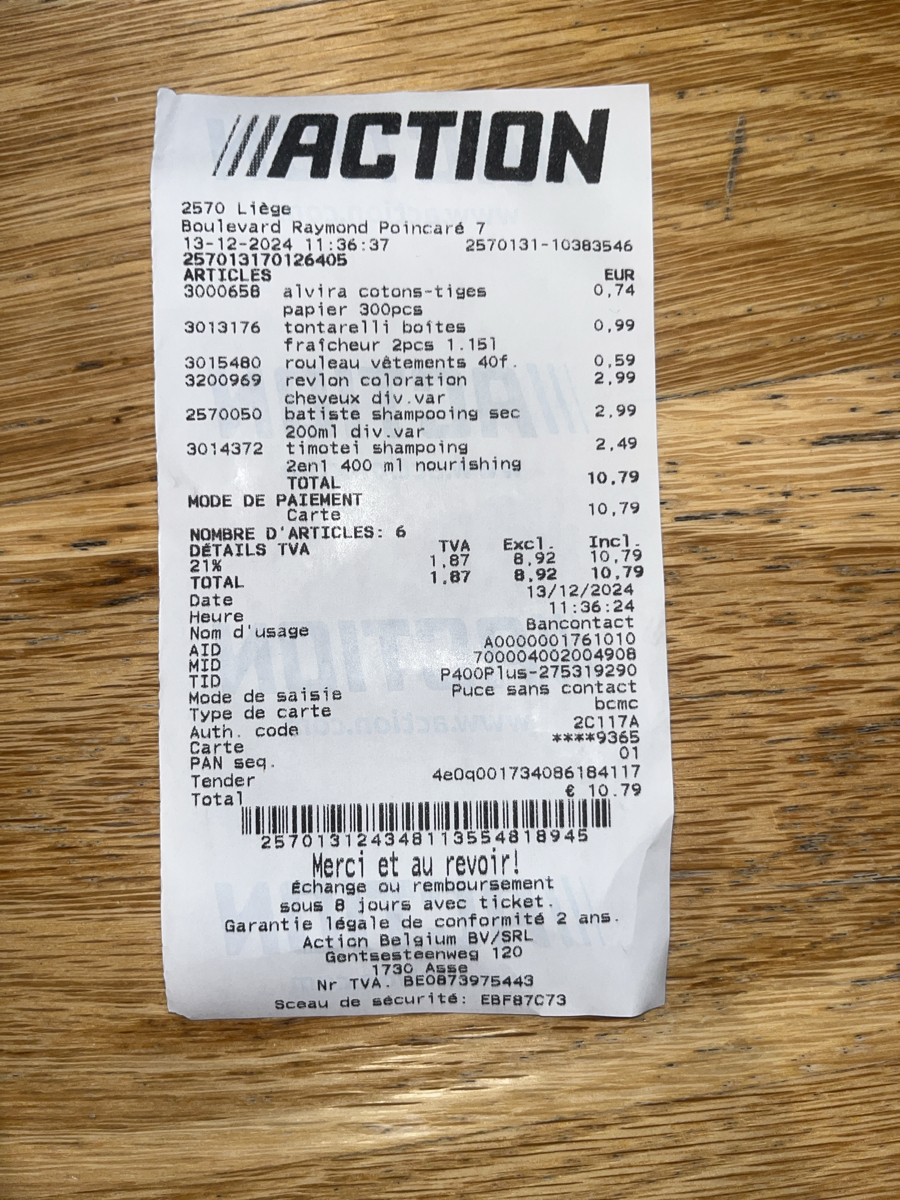 ///ACTION
2570 Liège
Boulevard Raymond Poincaré 7
13-12-2024 11:36:37 2570131-10383546
257013170126405
ARTICLES EUR
3000658 alvira cotons-tiges 0,74
papier 300pcs
3013176 tontarelli boîtes 0,99
fraîcheur 2pcs 1.15l
3015480 rouleau vêtements 40f. 0,59
3200969 revlon coloration 2,99
cheveux div.var
2570050 batiste shampooing sec 2,99
200ml div.var
3014372 timotei shampoing 2,49
2en1 400 ml nourishing
TOTAL 10,79
MODE DE PAIEMENT
Carte 10,79
NOMBRE D'ARTICLES: 6
DÉTAILS TVA TVA Excl. Incl.
21% 1,87 8,92 10,79
TOTAL 1,87 8,92 10,79
Date 13/12/2024
Heure 11:36:24
Nom d'usage Bancontact
AID A0000001761010
MID 700004002004908
TID P400Plus-275319290
Mode de saisie Puce sans contact
Type de carte bcmc
Auth. code 2C117A
Carte ****9365
PAN seq. 01
Tender 4e0q001734086184117
Total € 10.79
257013124348113554818945
Merci et au revoir!
Échange ou remboursement
sous 8 jours avec ticket.
Garantie légale de conformité 2 ans.
Action Belgium BV/SRL
Gentsesteenweg 120
1730 Asse
Nr TVA. BE0873975443
Sceau de sécurité: EBF87C73